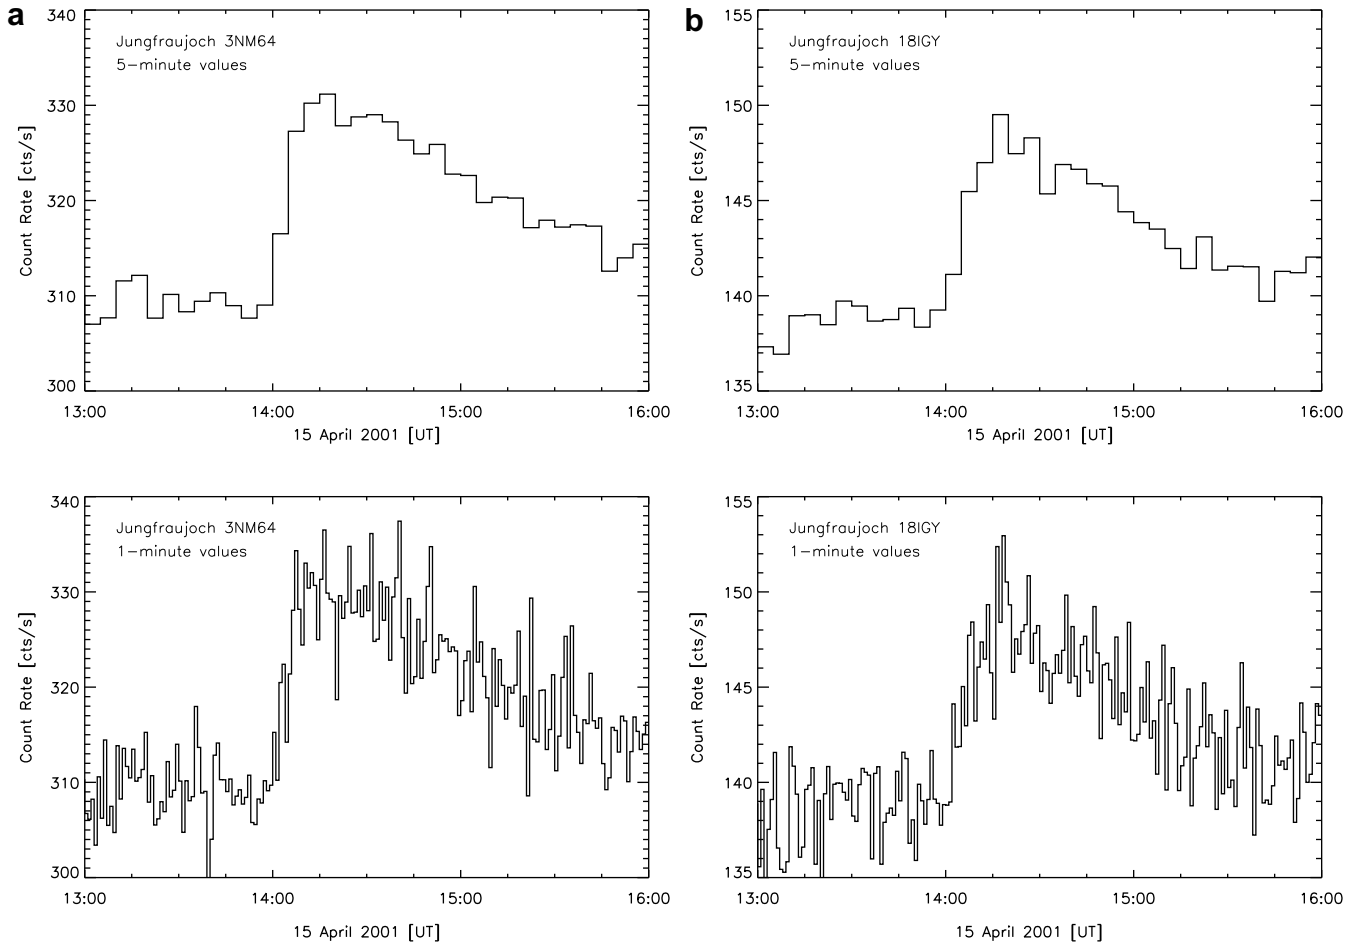 a
Jungfraujoch 3NM64
5-minute values
Count Rate [cts/s]
340
330
320
310
300
13:00 14:00 15:00 16:00
15 April 2001 [UT]
b
Jungfraujoch 18IGY
5-minute values
Count Rate [cts/s]
155
150
145
140
135
13:00 14:00 15:00 16:00
15 April 2001 [UT]
Jungfraujoch 3NM64
1-minute values
Count Rate [cts/s]
340
330
320
310
300
13:00 14:00 15:00 16:00
15 April 2001 [UT]
Jungfraujoch 18IGY
1-minute values
Count Rate [cts/s]
155
150
145
140
135
13:00 14:00 15:00 16:00
15 April 2001 [UT]